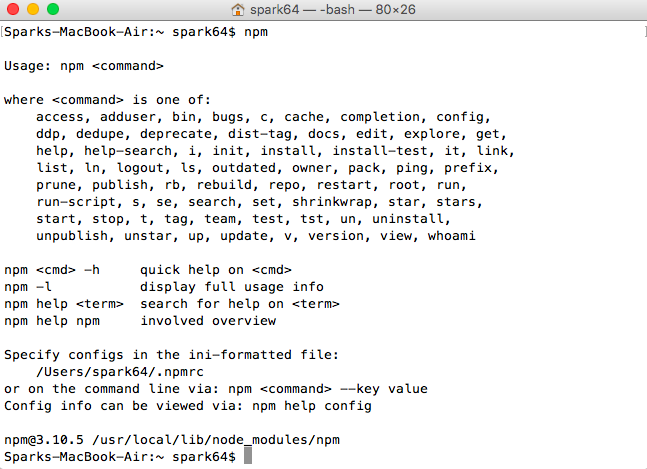 spark64 — -bash — 80×26
Sparks-MacBook-Air:~ spark64$ npm
Usage: npm <command>
where <command> is one of:
access, adduser, bin, bugs, c, cache, completion, config,
ddp, dedupe, deprecate, dist-tag, docs, edit, explore, get,
help, help-search, i, init, install, install-test, it, link,
list, ln, logout, ls, outdated, owner, pack, ping, prefix,
prune, publish, rb, rebuild, repo, restart, root, run,
run-script, s, se, search, set, shrinkwrap, star, stars,
start, stop, t, tag, team, test, tst, un, uninstall,
unpublish, unstar, up, update, v, version, view, whoami
npm <cmd> -h     quick help on <cmd>
npm -l           display full usage info
npm help <term>  search for help on <term>
npm help npm     involved overview
Specify configs in the ini-formatted file:
/Users/spark64/.npmrc
or on the command line via: npm <command> --key value
Config info can be viewed via: npm help config
npm@3.10.5 /usr/local/lib/node_modules/npm
Sparks-MacBook-Air:~ spark64$